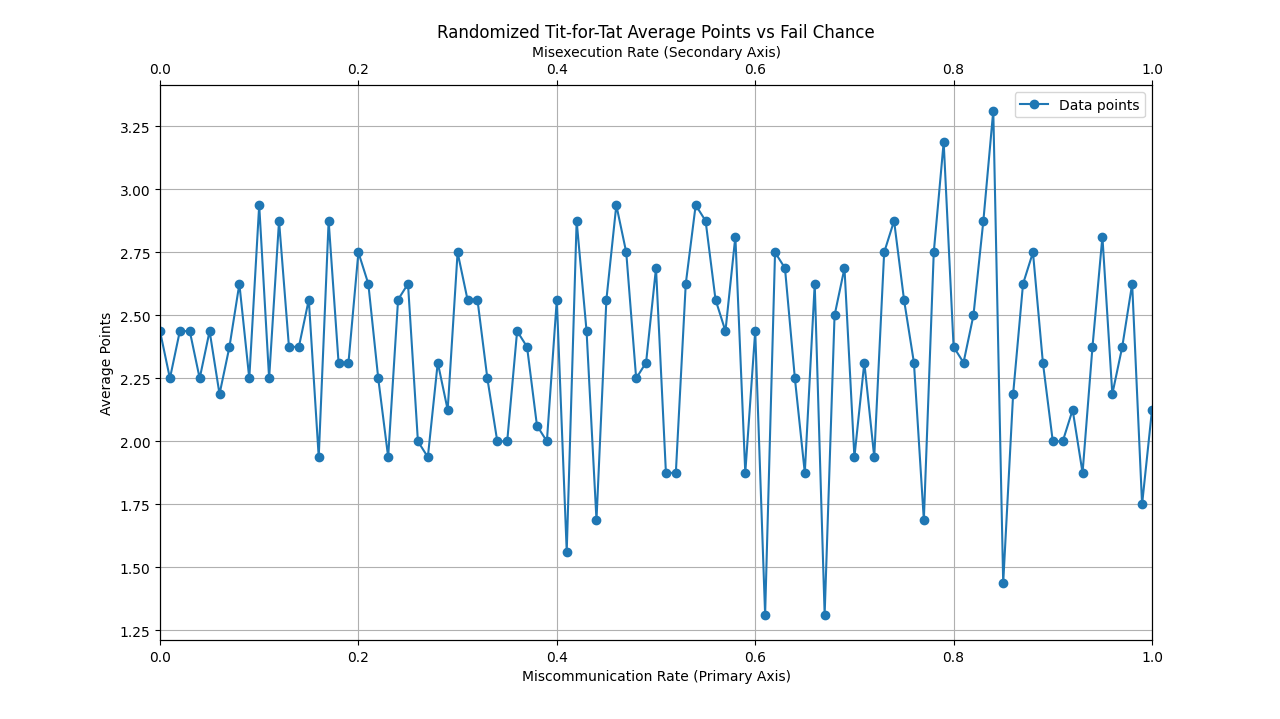 Randomized Tit-for-Tat Average Points vs Fail Chance
Misexecution Rate (Secondary Axis)
0.0 0.2 0.4 0.6 0.8 1.0
Data points
3.25
3.00
2.75
2.50
2.25
2.00
1.75
1.50
1.25
Average Points
0.0 0.2 0.4 0.6 0.8 1.0
Miscommunication Rate (Primary Axis)